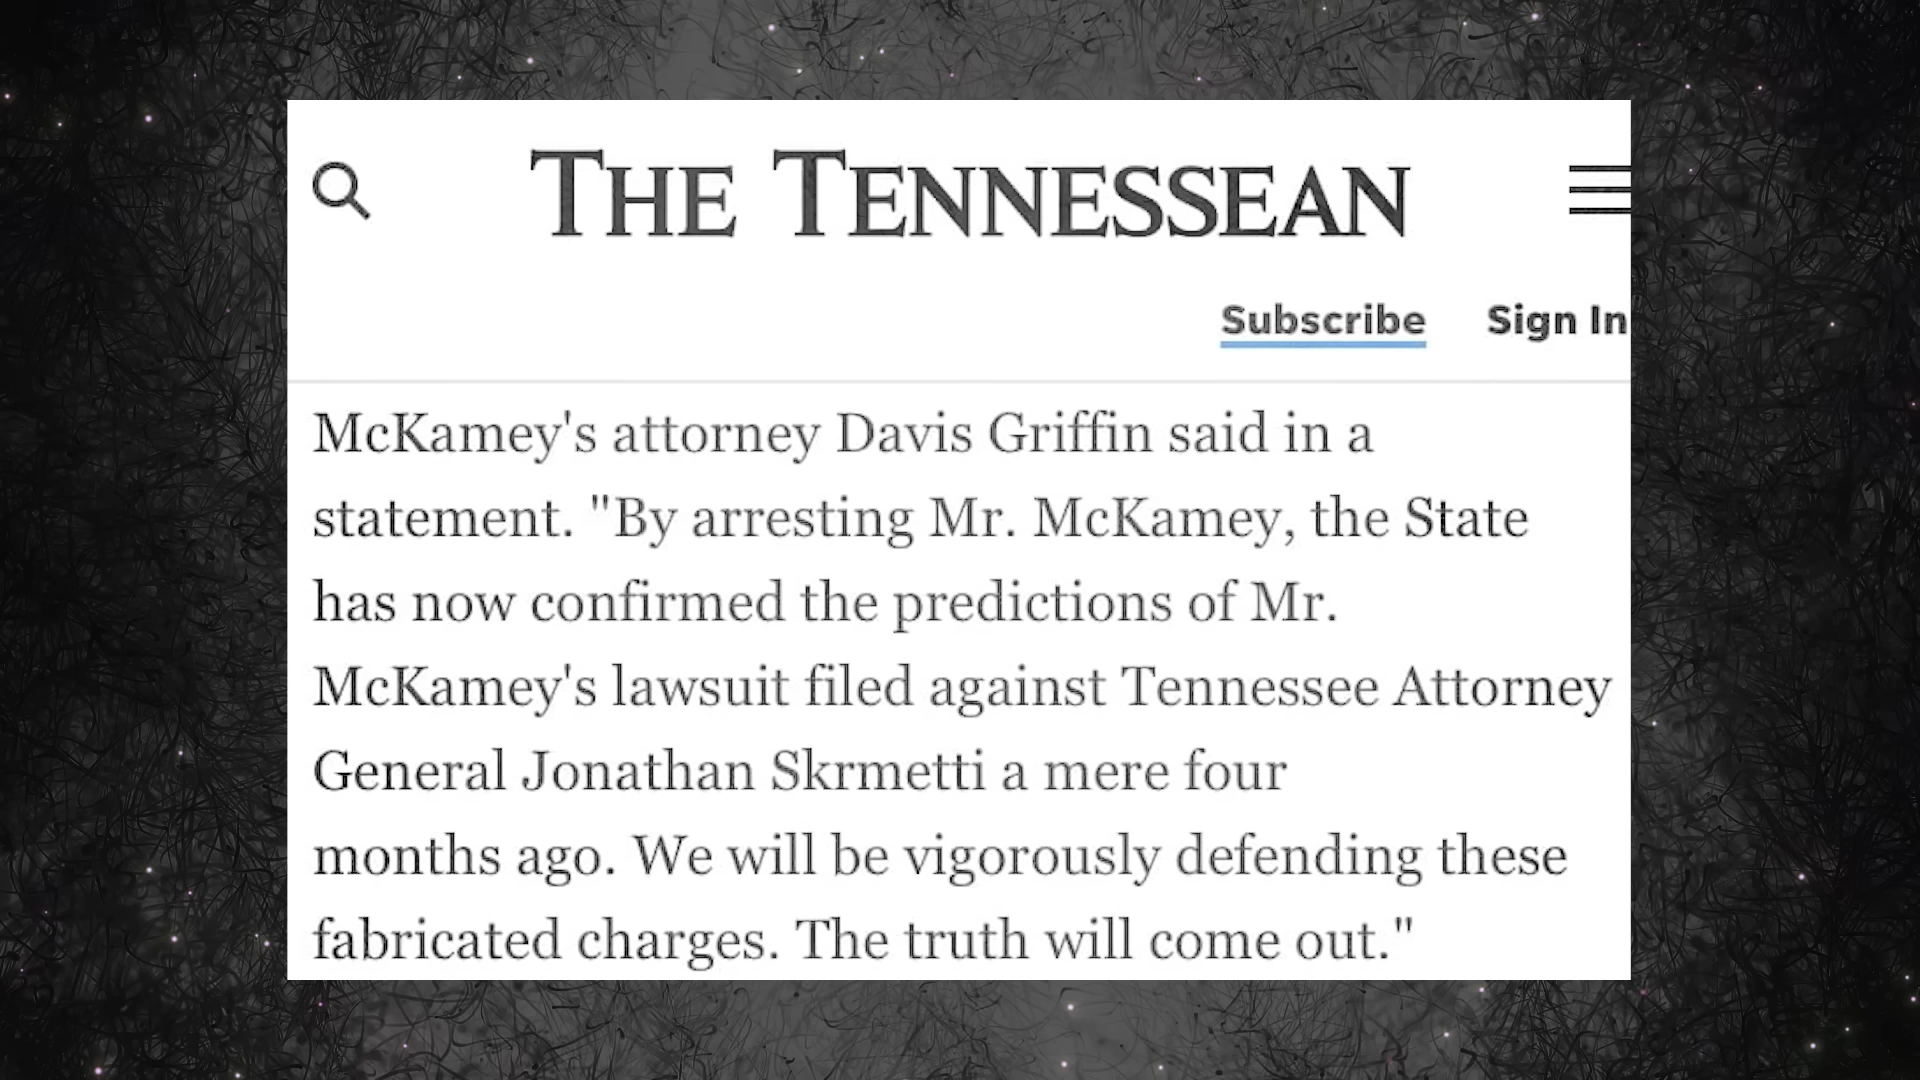 THE TENNESSEAN
Subscribe Sign In
McKamey's attorney Davis Griffin said in a
statement. "By arresting Mr. McKamey, the State
has now confirmed the predictions of Mr.
McKamey's lawsuit filed against Tennessee Attorney
General Jonathan Skrmetti a mere four
months ago. We will be vigorously defending these
fabricated charges. The truth will come out."